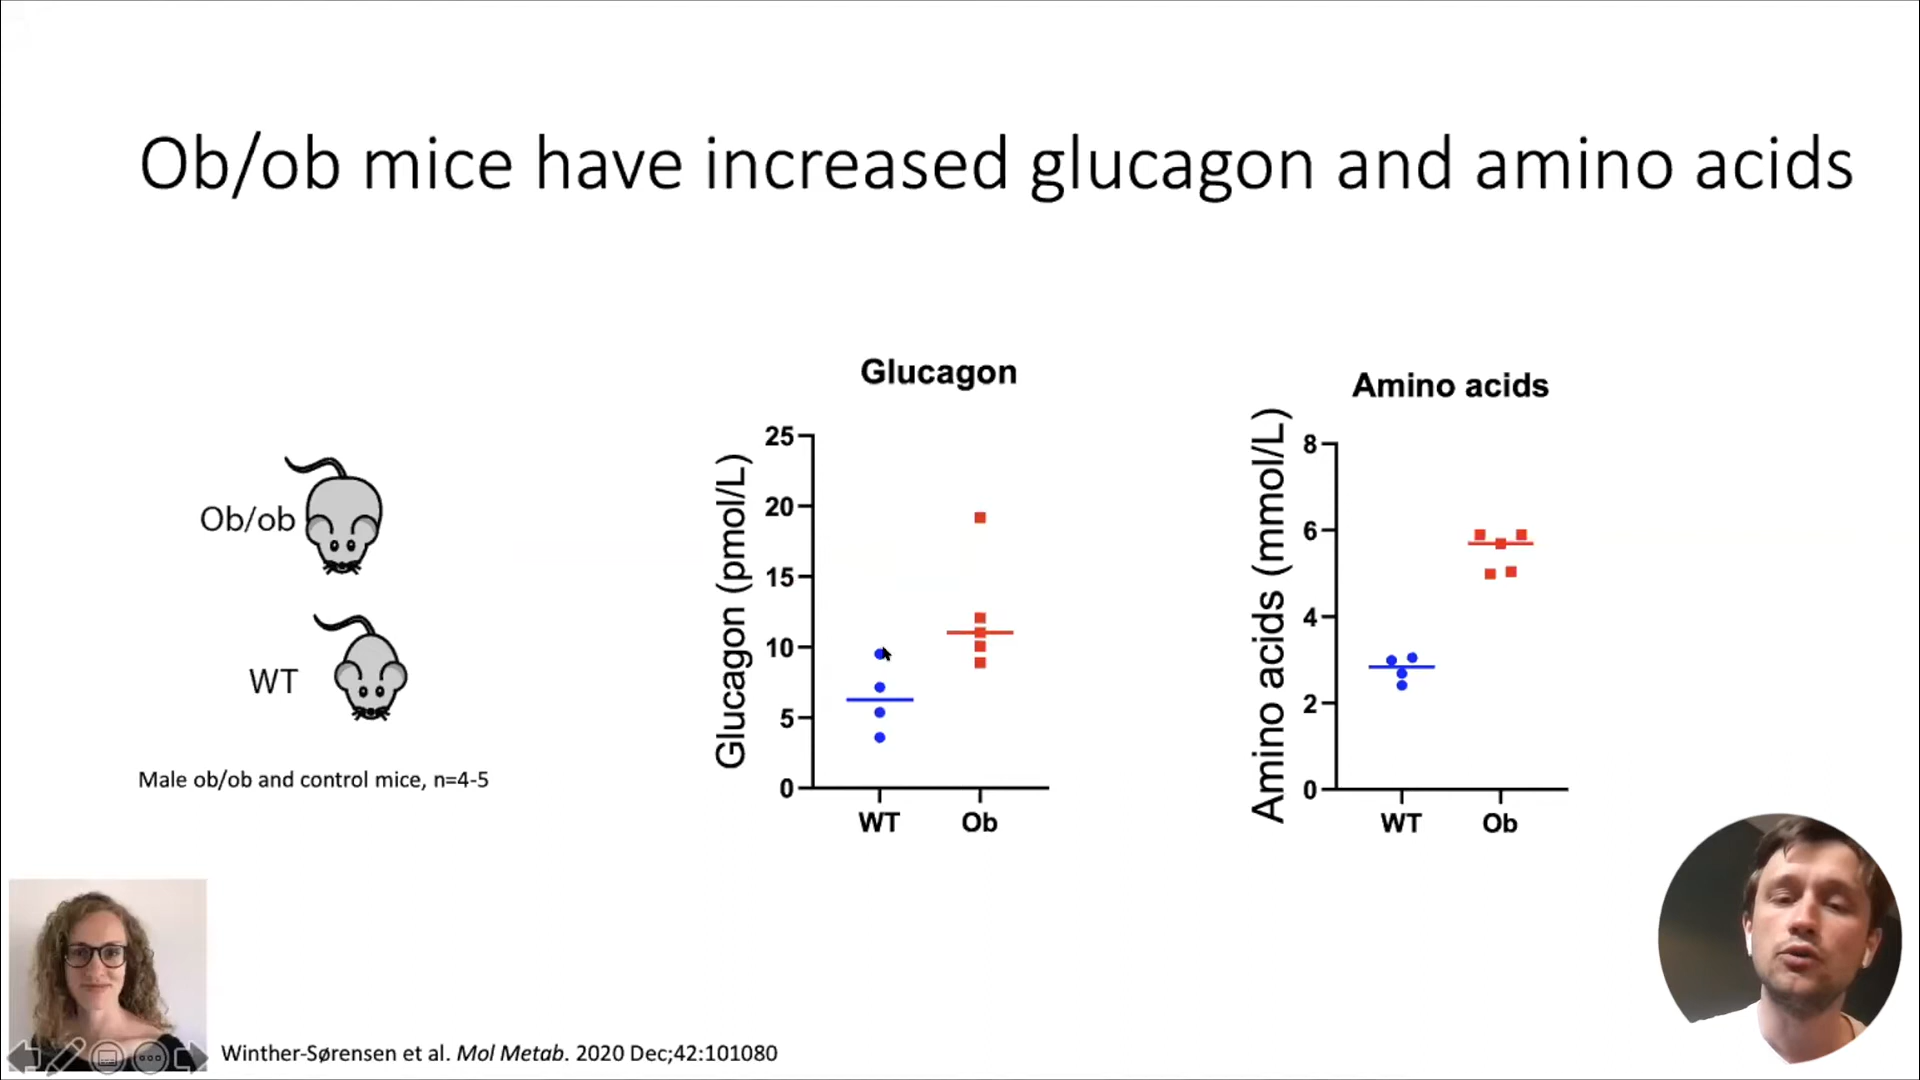 Ob/ob mice have increased glucagon and amino acids
Ob/ob
WT
Male ob/ob and control mice, n=4-5
Glucagon
Glucagon (pmol/L)
25
20
15
10
5
0
WT
Ob
Amino acids
Amino acids (mmol/L)
8
6
4
2
0
WT
Ob
Winther-Sørensen et al. Mol Metab. 2020 Dec;42:101080